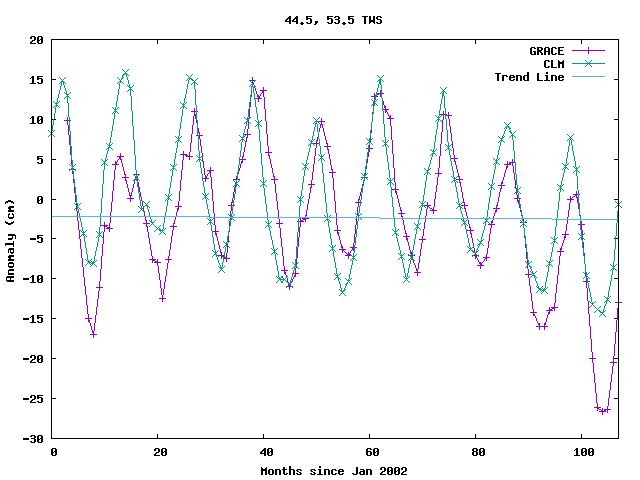 44.5, 53.5 TWS
GRACE
CLM
Trend Line
20
15
10
5
0
-5
-10
-15
-20
-25
-30
Anomaly (cm)
0 20 40 60 80 100
Months since Jan 2002